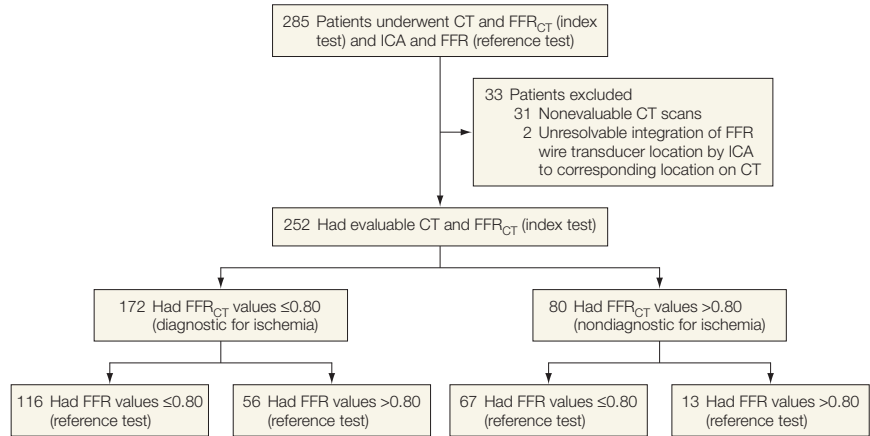 285 Patients underwent CT and FFRCT (index
test) and ICA and FFR (reference test)
33 Patients excluded
31 Nonevaluable CT scans
2 Unresolvable integration of FFR
wire transducer location by ICA
to corresponding location on CT
252 Had evaluable CT and FFRCT (index test)
172 Had FFRCT values ≤0.80
(diagnostic for ischemia)
80 Had FFRCT values >0.80
(nondiagnostic for ischemia)
116 Had FFR values ≤0.80
(reference test)
56 Had FFR values >0.80
(reference test)
67 Had FFR values ≤0.80
(reference test)
13 Had FFR values >0.80
(reference test)